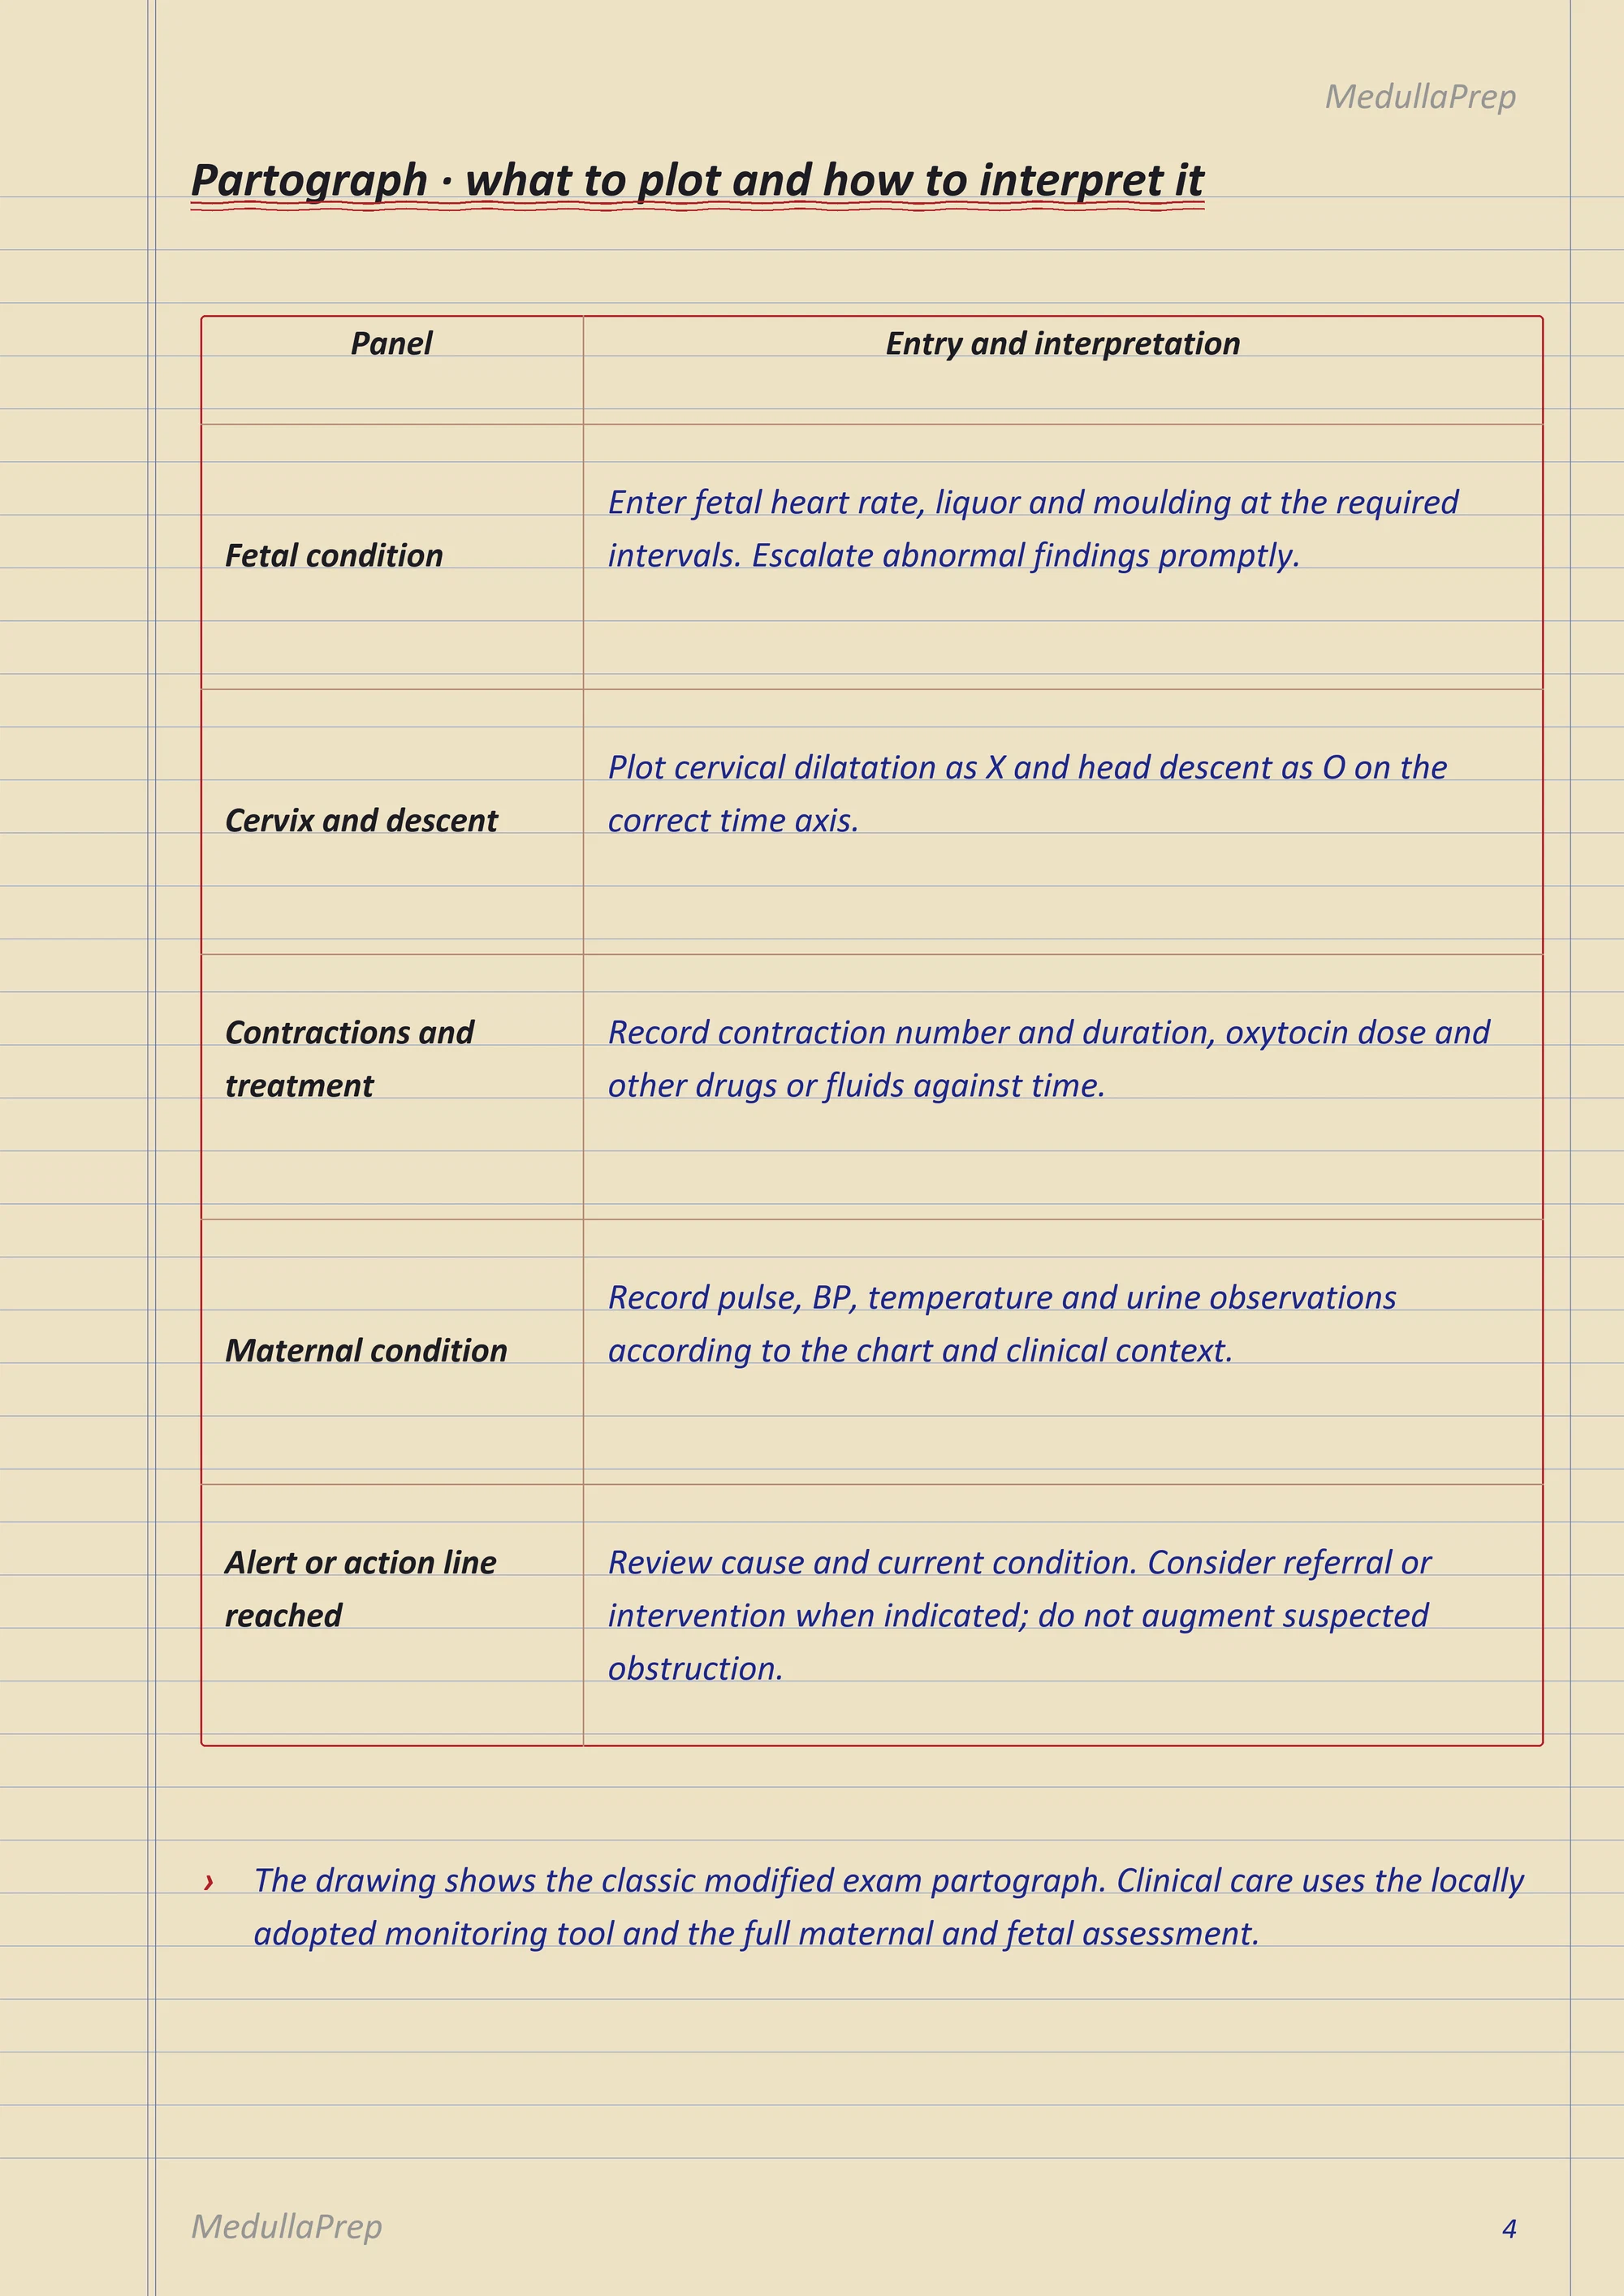 MedullaPrep
Partograph · what to plot and how to interpret it
Panel
Entry and interpretation
Fetal condition
Enter fetal heart rate, liquor and moulding at the required
intervals. Escalate abnormal findings promptly.
Cervix and descent
Plot cervical dilatation as X and head descent as O on the
correct time axis.
Contractions and
treatment
Record contraction number and duration, oxytocin dose and
other drugs or fluids against time.
Maternal condition
Record pulse, BP, temperature and urine observations
according to the chart and clinical context.
Alert or action line
reached
Review cause and current condition. Consider referral or
intervention when indicated; do not augment suspected
obstruction.
› The drawing shows the classic modified exam partograph. Clinical care uses the locally
adopted monitoring tool and the full maternal and fetal assessment.
MedullaPrep
4